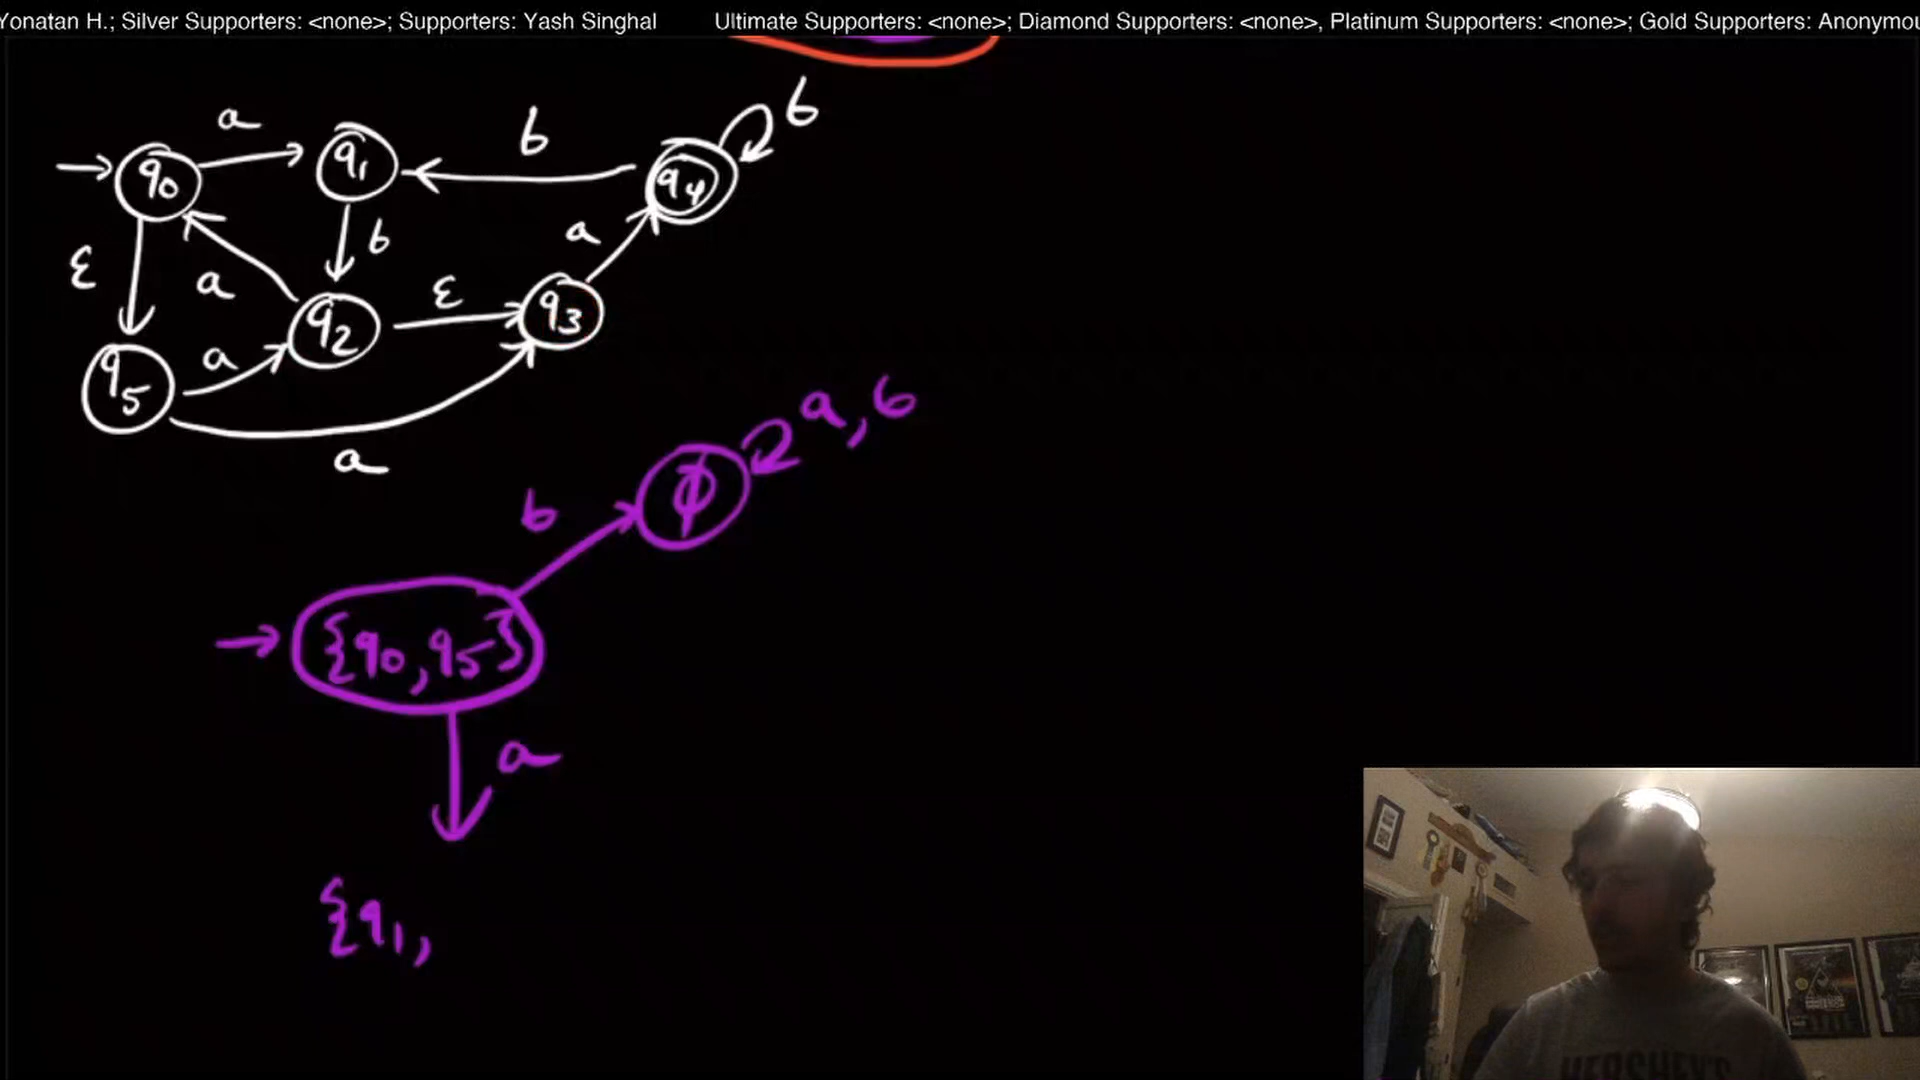 Yonatan H.; Silver Supporters: <none>; Supporters: Yash Singhal Ultimate Supporters: <none>; Diamond Supporters: <none>, Platinum Supporters: <none>; Gold Supporters: Anonymou
a b b
q0 q1 q4
ε a b a
q2 ε q3
q5 a
a
a, b
b ϕ
{q0, q5}
a
{q1,
HERSHEY'S